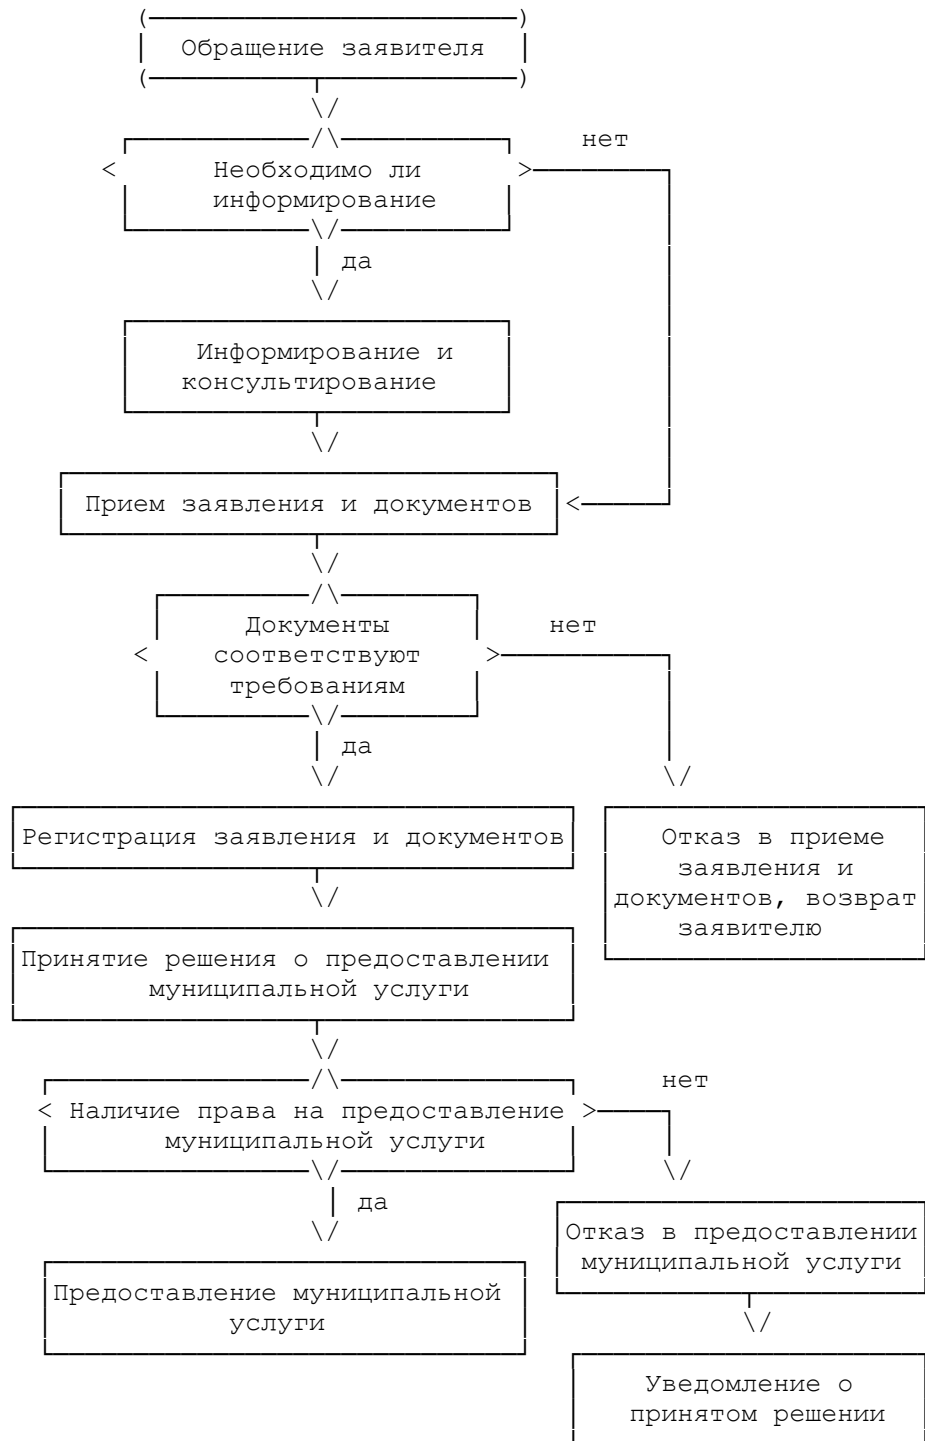 Обращение заявителя
нет
Необходимо ли
информирование
да
Информирование и
консультирование
Прием заявления и документов
Документы
нет
соответствуют
требованиям
да
Регистрация заявления и документов
Отказ в приеме
заявления и
документов, возврат
заявителю
Принятие решения о предоставлении
муниципальной услуги
нет
Наличие права на предоставление
муниципальной услуги
да
Отказ в предоставлении
муниципальной услуги
Предоставление муниципальной
услуги
Уведомление о
принятом решении